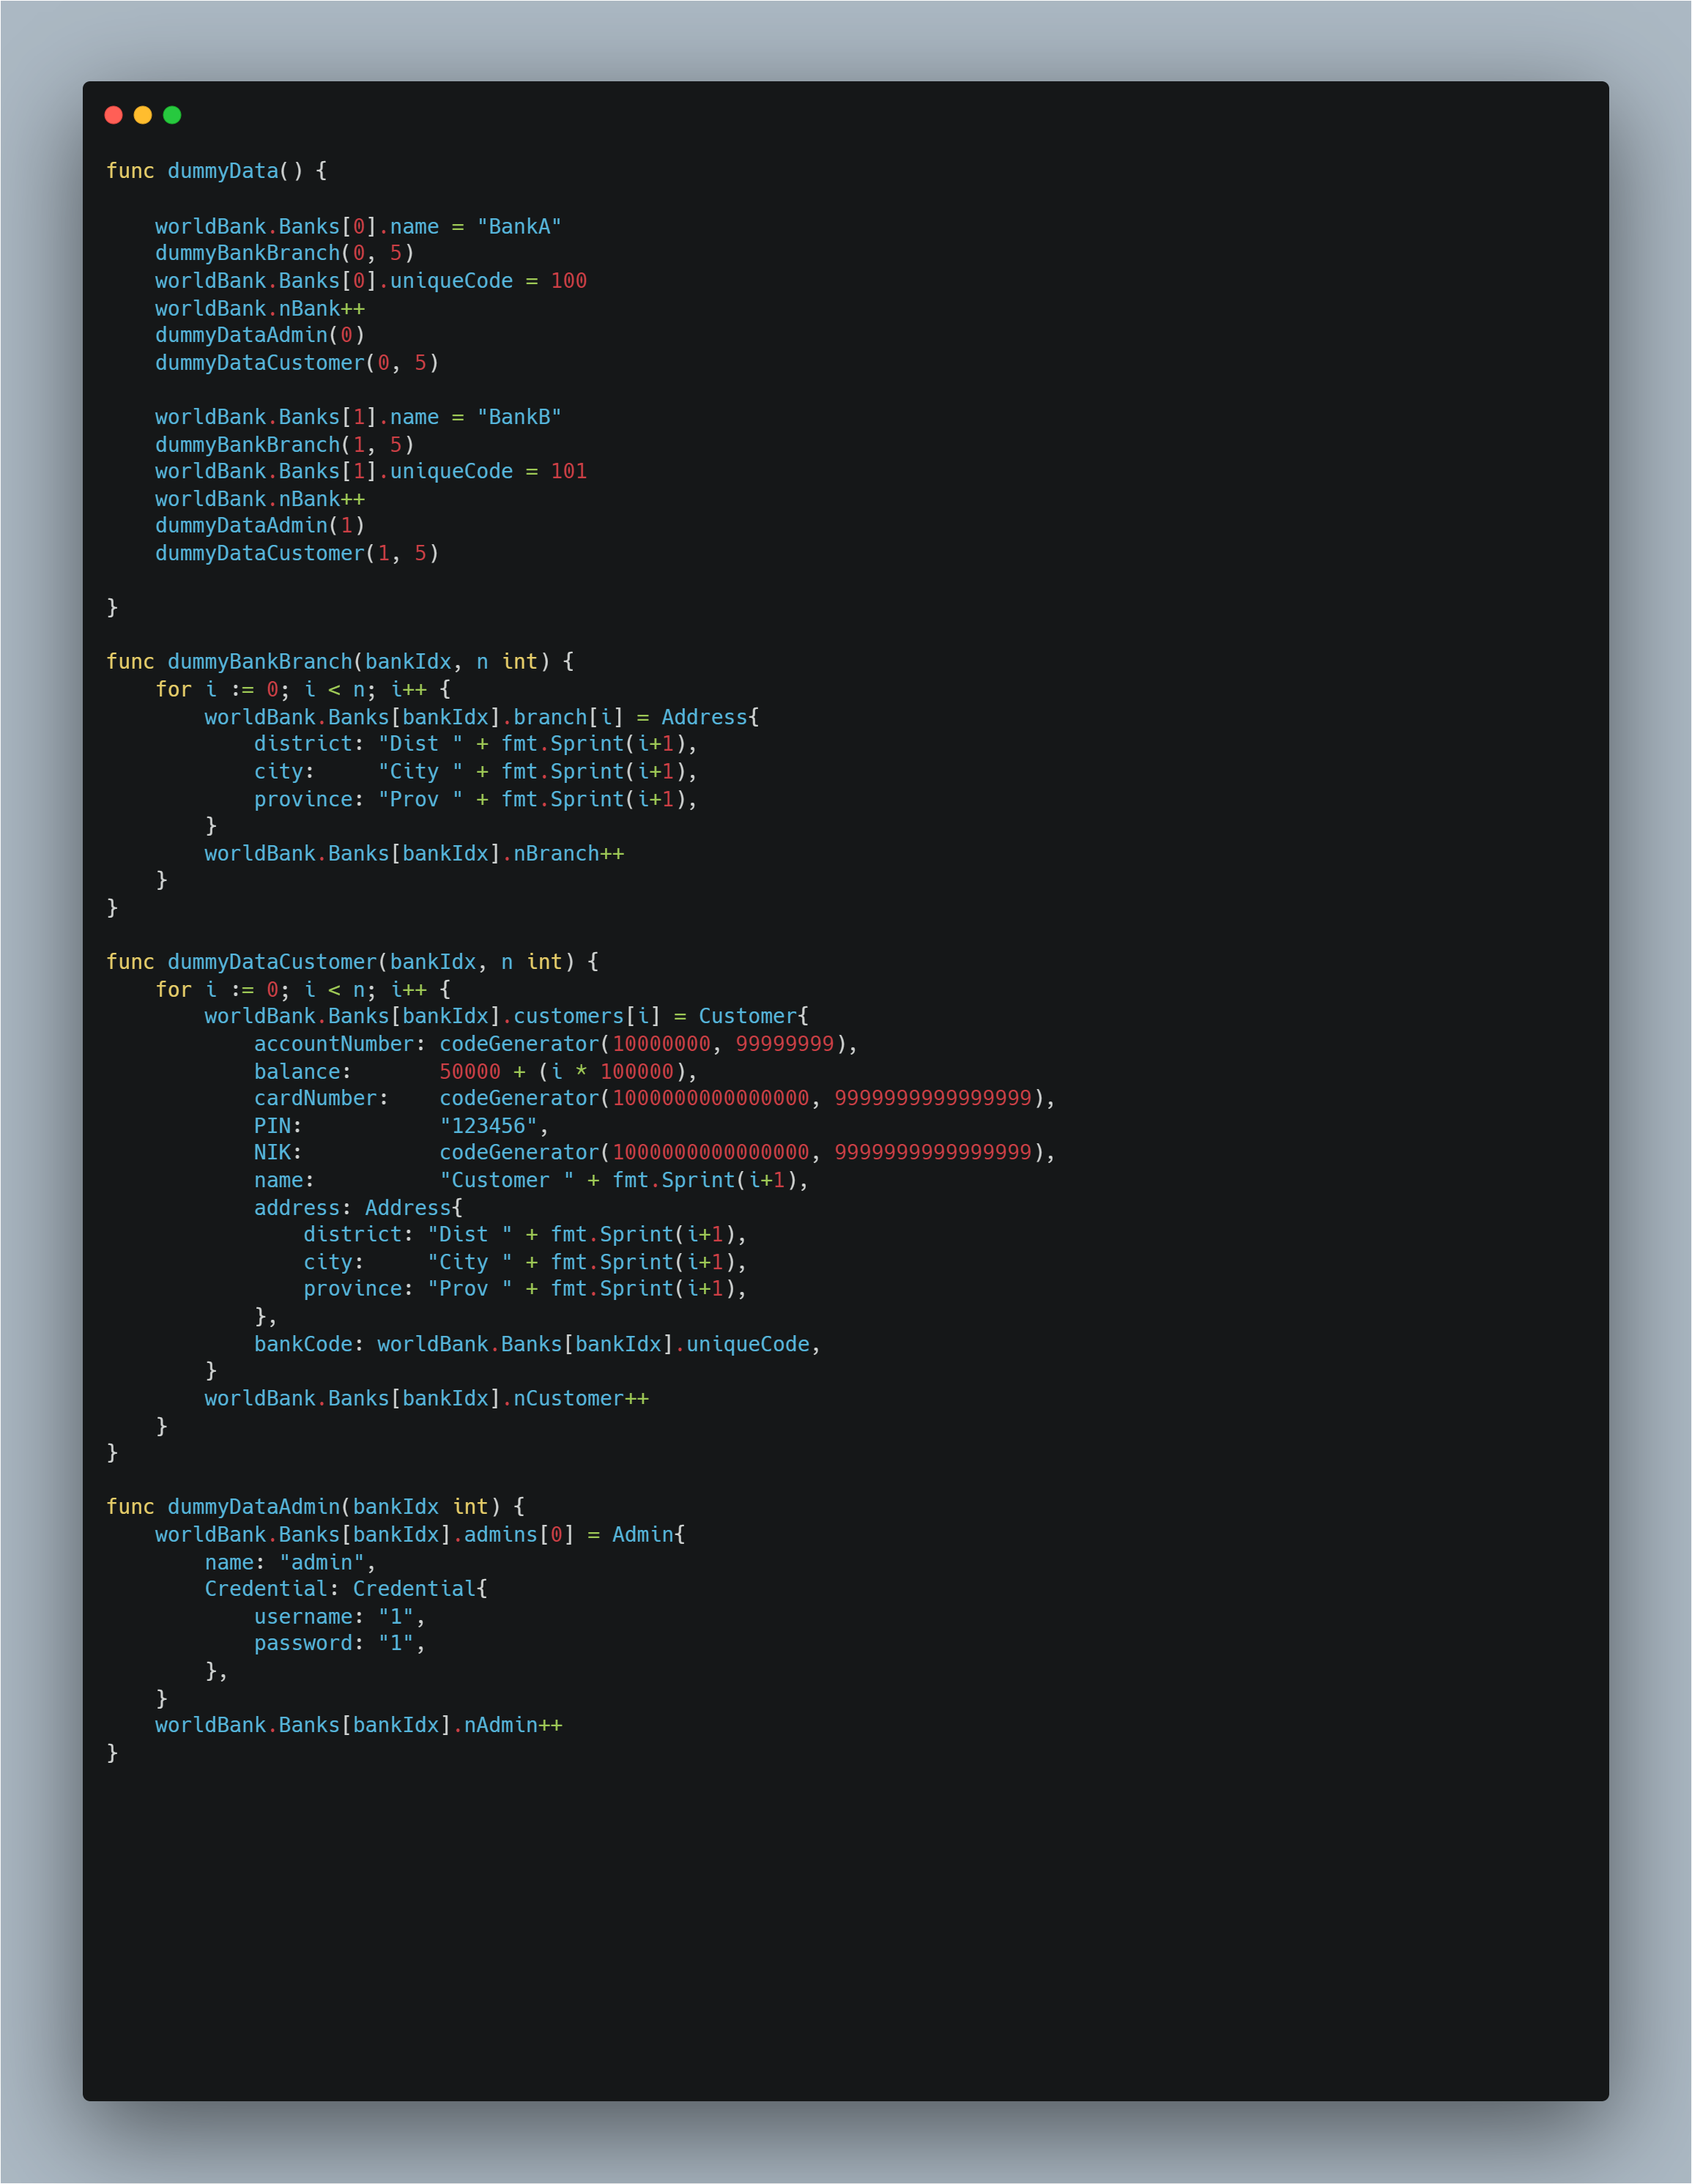 func dummyData() {

    worldBank.Banks[0].name = "BankA"
    dummyBankBranch(0, 5)
    worldBank.Banks[0].uniqueCode = 100
    worldBank.nBank++
    dummyDataAdmin(0)
    dummyDataCustomer(0, 5)

    worldBank.Banks[1].name = "BankB"
    dummyBankBranch(1, 5)
    worldBank.Banks[1].uniqueCode = 101
    worldBank.nBank++
    dummyDataAdmin(1)
    dummyDataCustomer(1, 5)

}

func dummyBankBranch(bankIdx, n int) {
    for i := 0; i < n; i++ {
        worldBank.Banks[bankIdx].branch[i] = Address{
            district: "Dist " + fmt.Sprint(i+1),
            city:     "City " + fmt.Sprint(i+1),
            province: "Prov " + fmt.Sprint(i+1),
        }
        worldBank.Banks[bankIdx].nBranch++
    }
}

func dummyDataCustomer(bankIdx, n int) {
    for i := 0; i < n; i++ {
        worldBank.Banks[bankIdx].customers[i] = Customer{
            accountNumber: codeGenerator(10000000, 99999999),
            balance:       50000 + (i * 100000),
            cardNumber:    codeGenerator(1000000000000000, 9999999999999999),
            PIN:           "123456",
            NIK:           codeGenerator(1000000000000000, 9999999999999999),
            name:          "Customer " + fmt.Sprint(i+1),
            address: Address{
                district: "Dist " + fmt.Sprint(i+1),
                city:     "City " + fmt.Sprint(i+1),
                province: "Prov " + fmt.Sprint(i+1),
            },
            bankCode: worldBank.Banks[bankIdx].uniqueCode,
        }
        worldBank.Banks[bankIdx].nCustomer++
    }
}

func dummyDataAdmin(bankIdx int) {
    worldBank.Banks[bankIdx].admins[0] = Admin{
        name: "admin",
        Credential: Credential{
            username: "1",
            password: "1",
        },
    }
    worldBank.Banks[bankIdx].nAdmin++
}